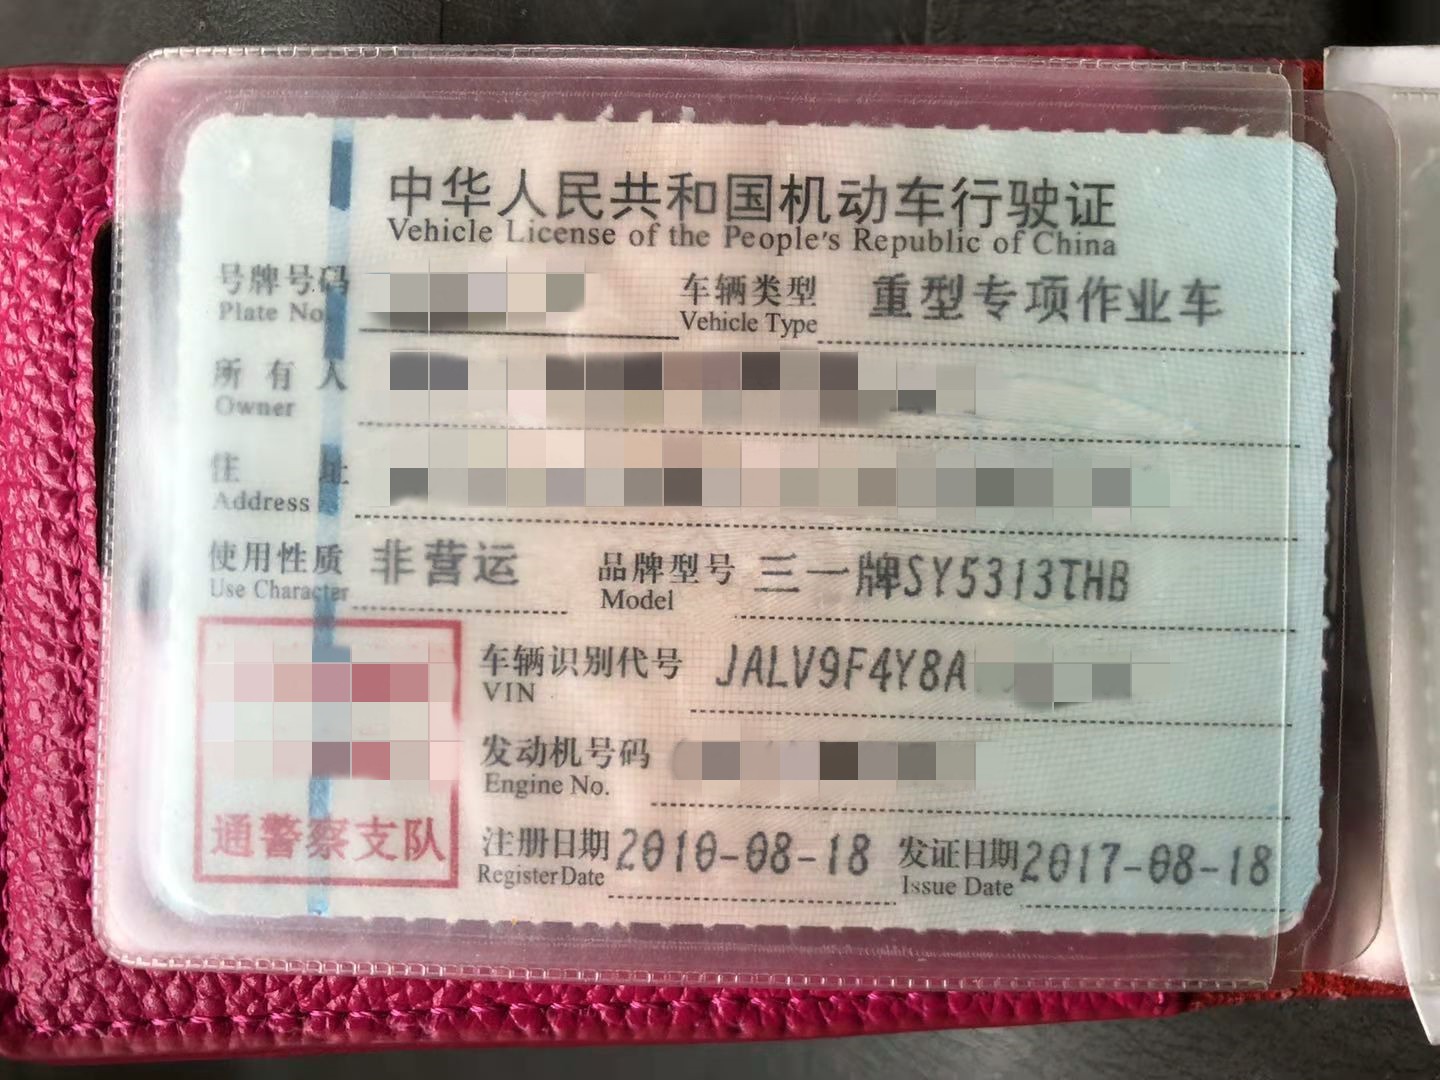 中华人民共和国机动车行驶证
Vehicle License of the People's Republic of China
号牌号码 车辆类型 重型专项作业车
Plate No. Vehicle Type
所有人
Owner
住址
Address
使用性质 非营运 品牌型号 三一牌SY5313THB
Use Character Model
车辆识别代号 JALV9F4Y8A
VIN
发动机号码
Engine No.
通警察支队
注册日期 2010-08-18 发证日期 2017-08-18
Register Date Issue Date